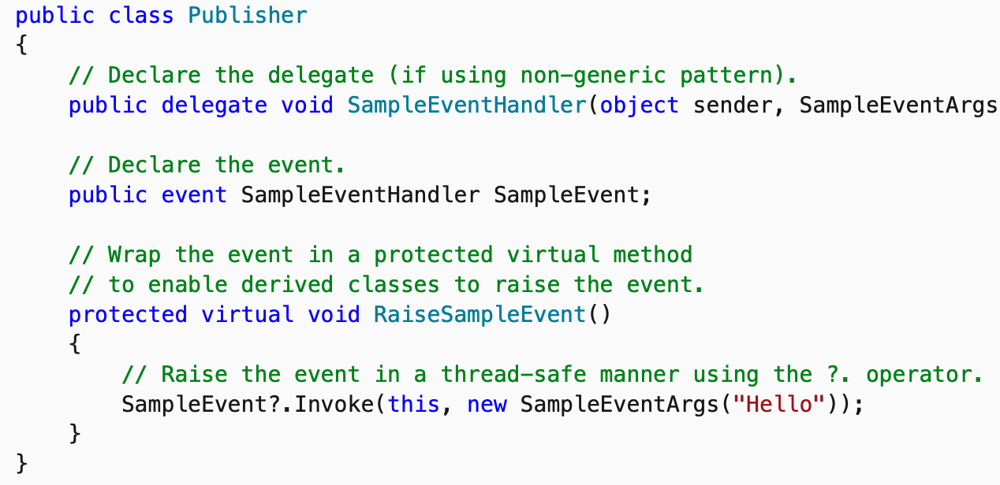 public class Publisher
{
    // Declare the delegate (if using non-generic pattern).
    public delegate void SampleEventHandler(object sender, SampleEventArgs
    // Declare the event.
    public event SampleEventHandler SampleEvent;
    // Wrap the event in a protected virtual method
    // to enable derived classes to raise the event.
    protected virtual void RaiseSampleEvent()
    {
        // Raise the event in a thread-safe manner using the ?. operator.
        SampleEvent?.Invoke(this, new SampleEventArgs("Hello"));
    }
}